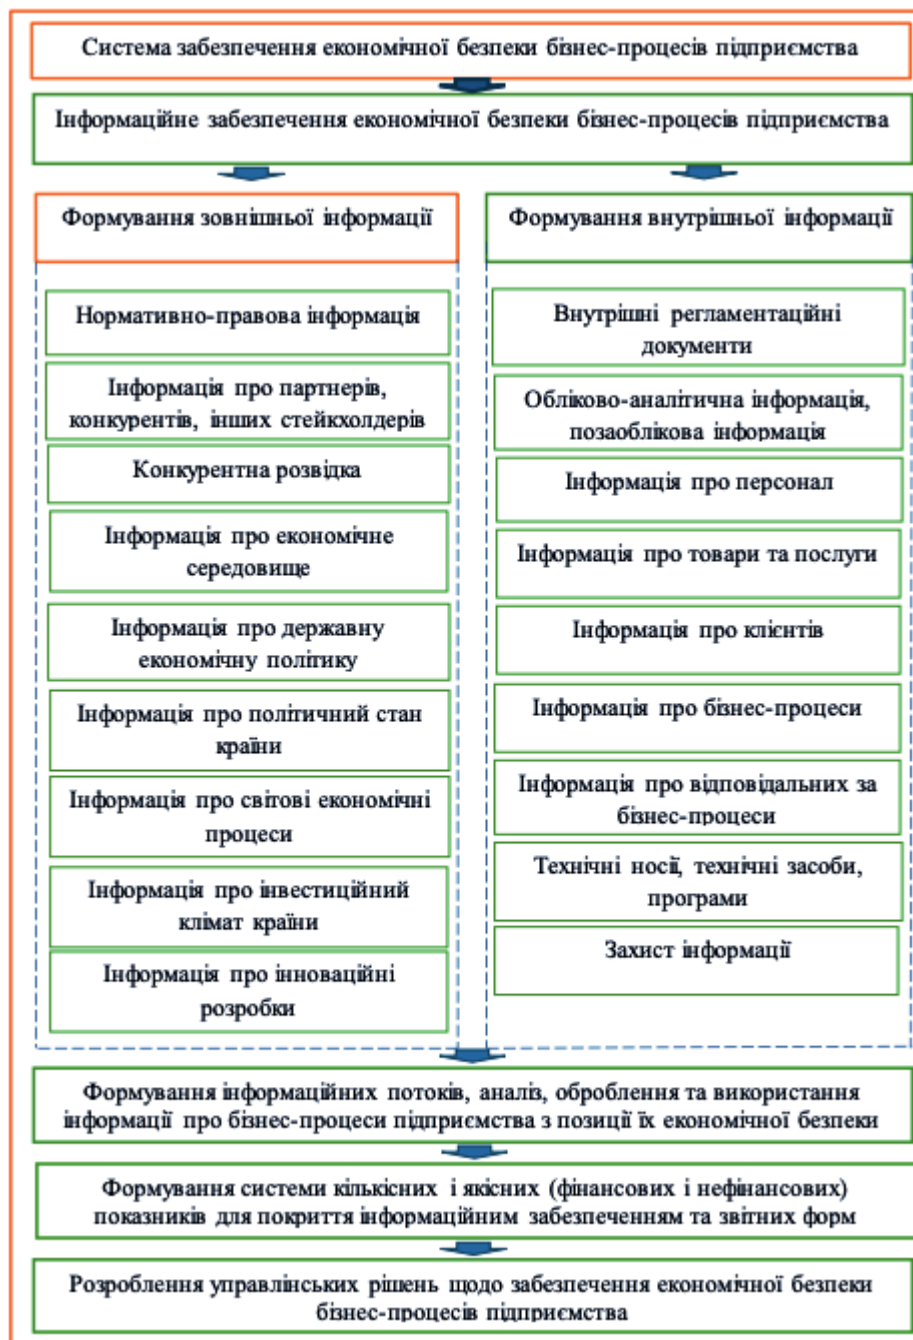 Система забезпечення економічної безпеки бізнес-процесів підприємства
Інформаційне забезпечення економічної безпеки бізнес-процесів підприємства
Формування зовнішньої інформації
Нормативно-правова інформація
Інформація про партнерів,
конкурентів, інших стейкхолдерів
Конкурентна розвідка
Інформація про економічне
середовище
Інформація про державну
економічну політику
Інформація про політичний стан
країни
Інформація про світові економічні
процеси
Інформація про інвестиційний
клімат країни
Інформація про інноваційні
розробки
Формування внутрішньої інформації
Внутрішні регламентаційні
документи
Обліково-аналітична інформація,
позаоблікова інформація
Інформація про персонал
Інформація про товари та послуги
Інформація про клієнтів
Інформація про бізнес-процеси
Інформація про відповідальних за
бізнес-процеси
Технічні носії, технічні засоби,
програми
Захист інформації
Формування інформаційних потоків, аналіз, оброблення та використання
інформації про бізнес-процеси підприємства з позиції їх економічної безпеки
Формування системи кількісних і якісних (фінансових і нефінансових)
показників для покриття інформаційним забезпеченням та звітних форм
Розроблення управлінських рішень щодо забезпечення економічної безпеки
бізнес-процесів підприємства